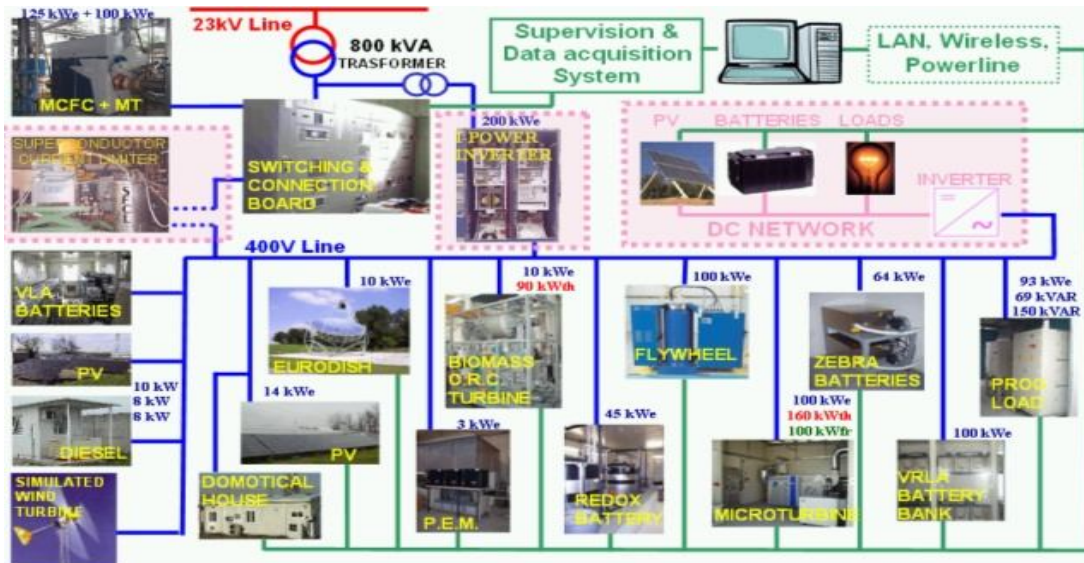 125 kWe + 100 kWe
MCFC + MT
23kV Line
800 kVA
TRASFORMER
Supervision &
Data acquisition
System
LAN, Wireless,
Powerline
SUPERCONDUCTOR
CURRENT LIMITER
SWITCHING &
CONNECTION
BOARD
200 kWe
I-POWER
INVERTER
PV
BATTERIES
LOADS
INVERTER
DC NETWORK
400V Line
VLA
BATTERIES
PV
10 kW
8 kW
8 kW
DIESEL
SIMULATED
WIND
TURBINE
10 kWe
EURODISH
14 kWe
PV
DOMOTICAL
HOUSE
3 kWe
P.E.M.
10 kWe
90 kWth
BIOMASS
O.R.C.
TURBINE
45 kWe
REDOX
BATTERY
100 kWe
FLYWHEEL
100 kWe
160 kWth
100 kWfr
MICROTURBINE
64 kWe
ZEBRA
BATTERIES
100 kWe
VRLA
BATTERY
BANK
93 kWe
69 kVAR
150 kVAR
PROG
LOAD